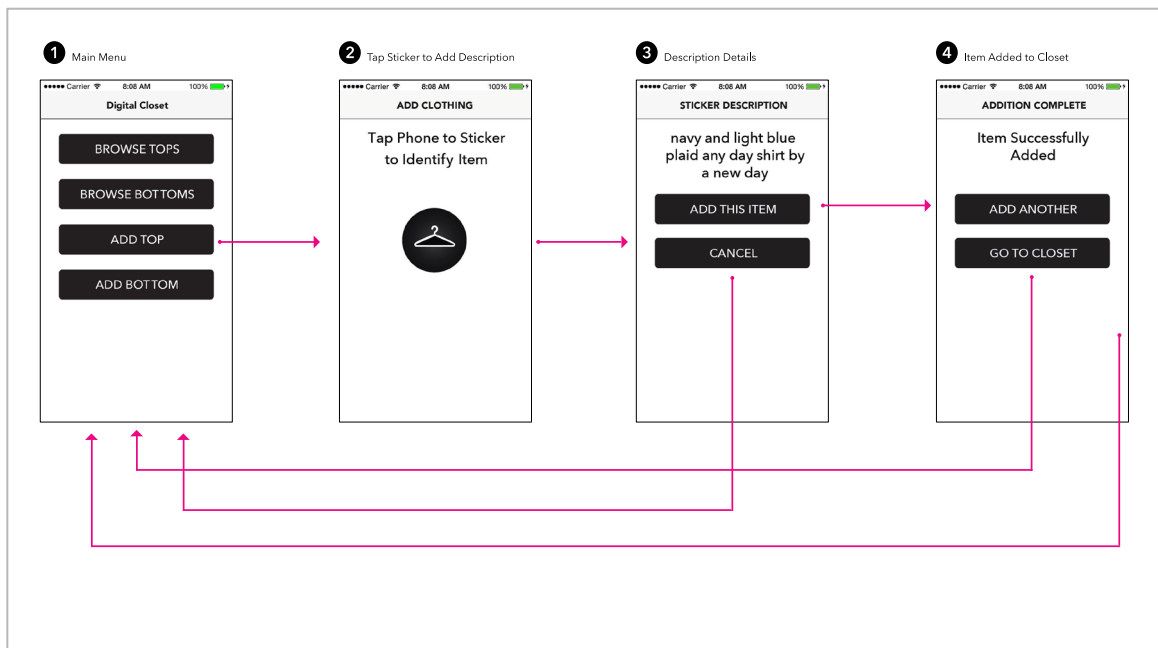 1 Main Menu
●●●●● Carrier 8:08 AM 100%
Digital Closet
BROWSE TOPS
BROWSE BOTTOMS
ADD TOP
ADD BOTTOM
2 Tap Sticker to Add Description
●●●●● Carrier 8:08 AM 100%
ADD CLOTHING
Tap Phone to Sticker
to Identify Item
3 Description Details
●●●●● Carrier 8:08 AM 100%
STICKER DESCRIPTION
navy and light blue
plaid any day shirt by
a new day
ADD THIS ITEM
CANCEL
4 Item Added to Closet
●●●●● Carrier 8:08 AM 100%
ADDITION COMPLETE
Item Successfully
Added
ADD ANOTHER
GO TO CLOSET